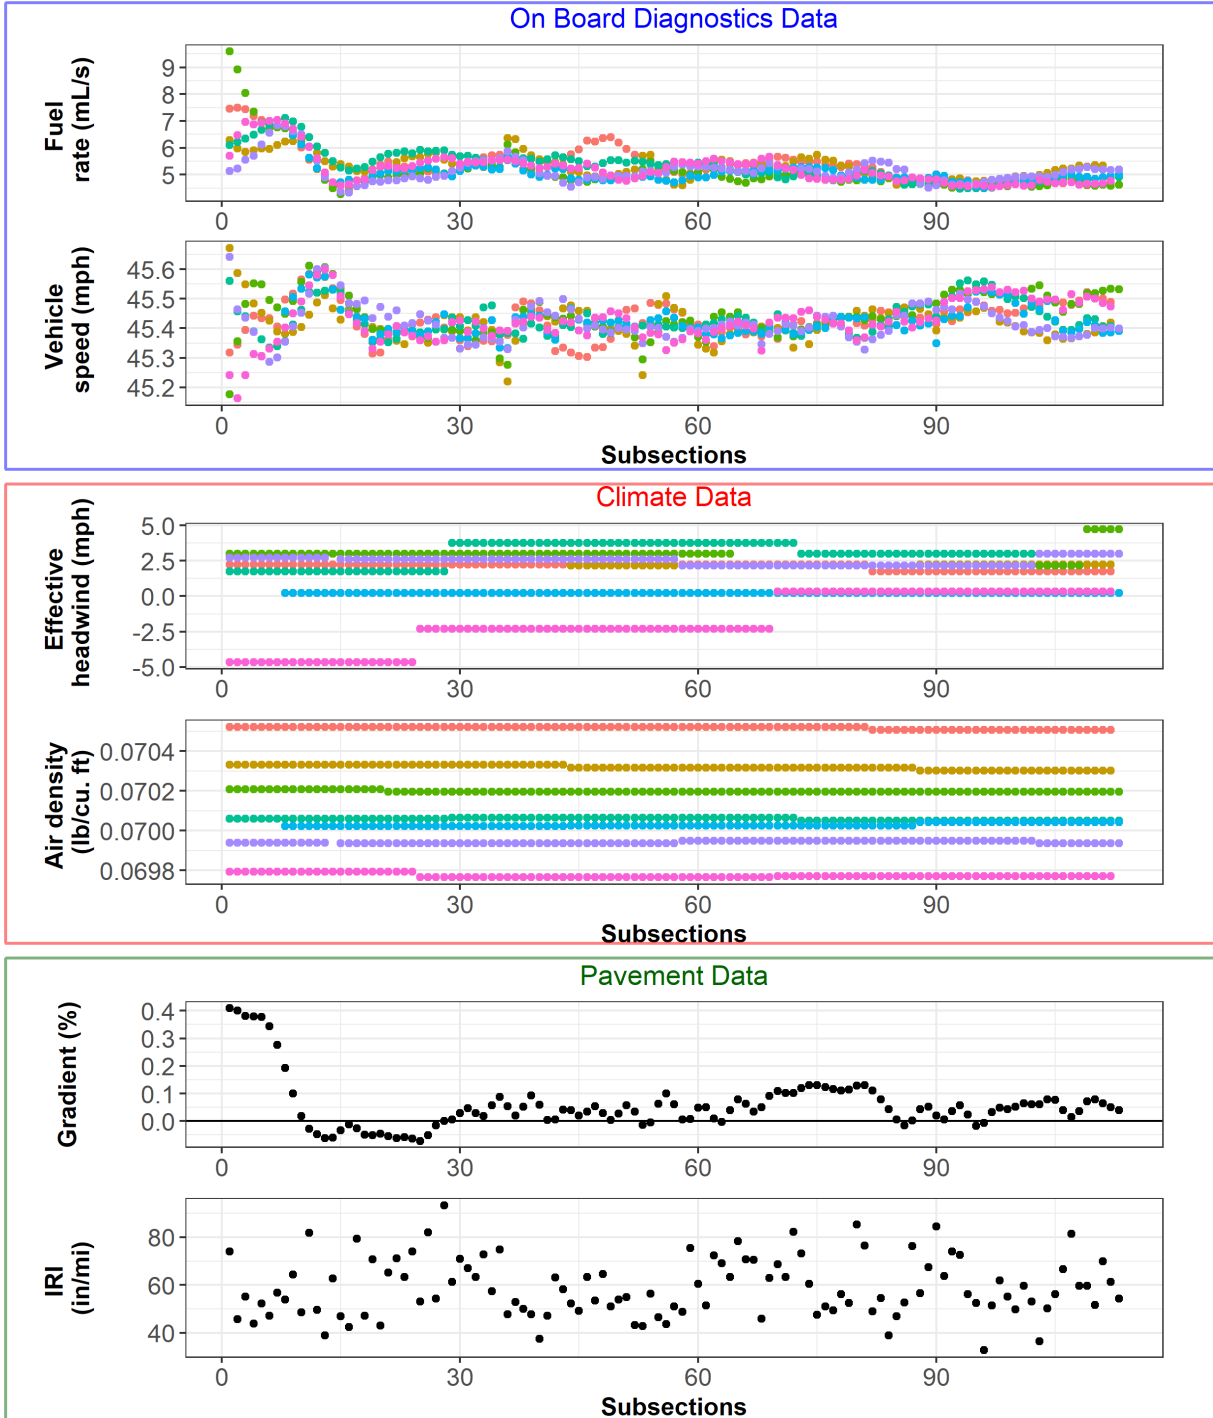 On Board Diagnostics Data
Fuel
rate (mL/s)
9
8
7
6
5
0 30 60 90
Vehicle
speed (mph)
45.6
45.5
45.4
45.3
45.2
0 30 60 90
Subsections
Climate Data
Effective
headwind (mph)
5.0
2.5
0.0
-2.5
-5.0
0 30 60 90
Air density
(lb/cu. ft)
0.0704
0.0702
0.0700
0.0698
0 30 60 90
Subsections
Pavement Data
Gradient (%)
0.4
0.3
0.2
0.1
0.0
0 30 60 90
IRI
(in/mi)
80
60
40
0 30 60 90
Subsections